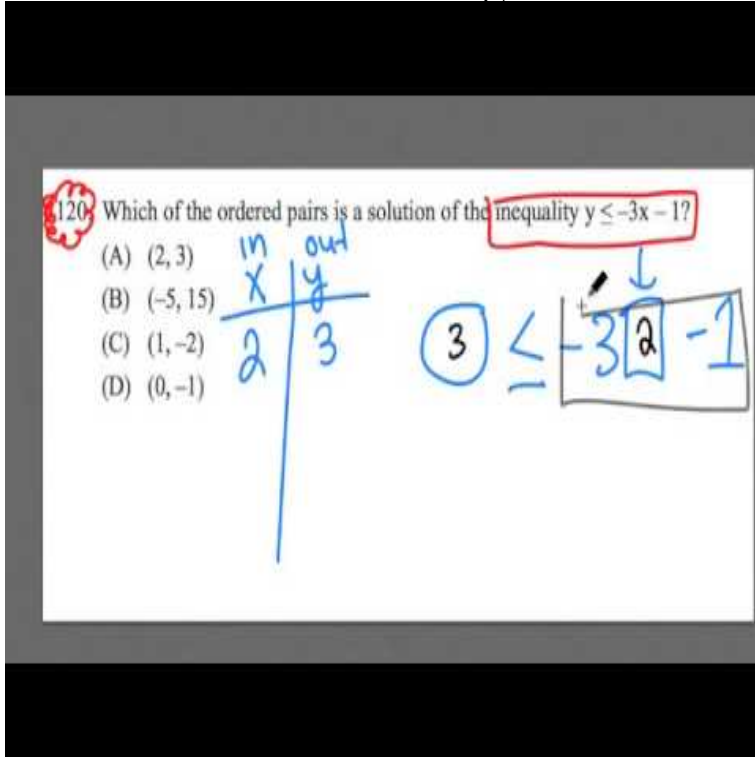 120 Which of the ordered pairs is a solution of the inequality y ≤ –3x – 1?
(A) (2, 3)
(B) (–5, 15)
(C) (1, –2)
(D) (0, –1)
in out
x y
2 3
3 ≤ -3 2 -1